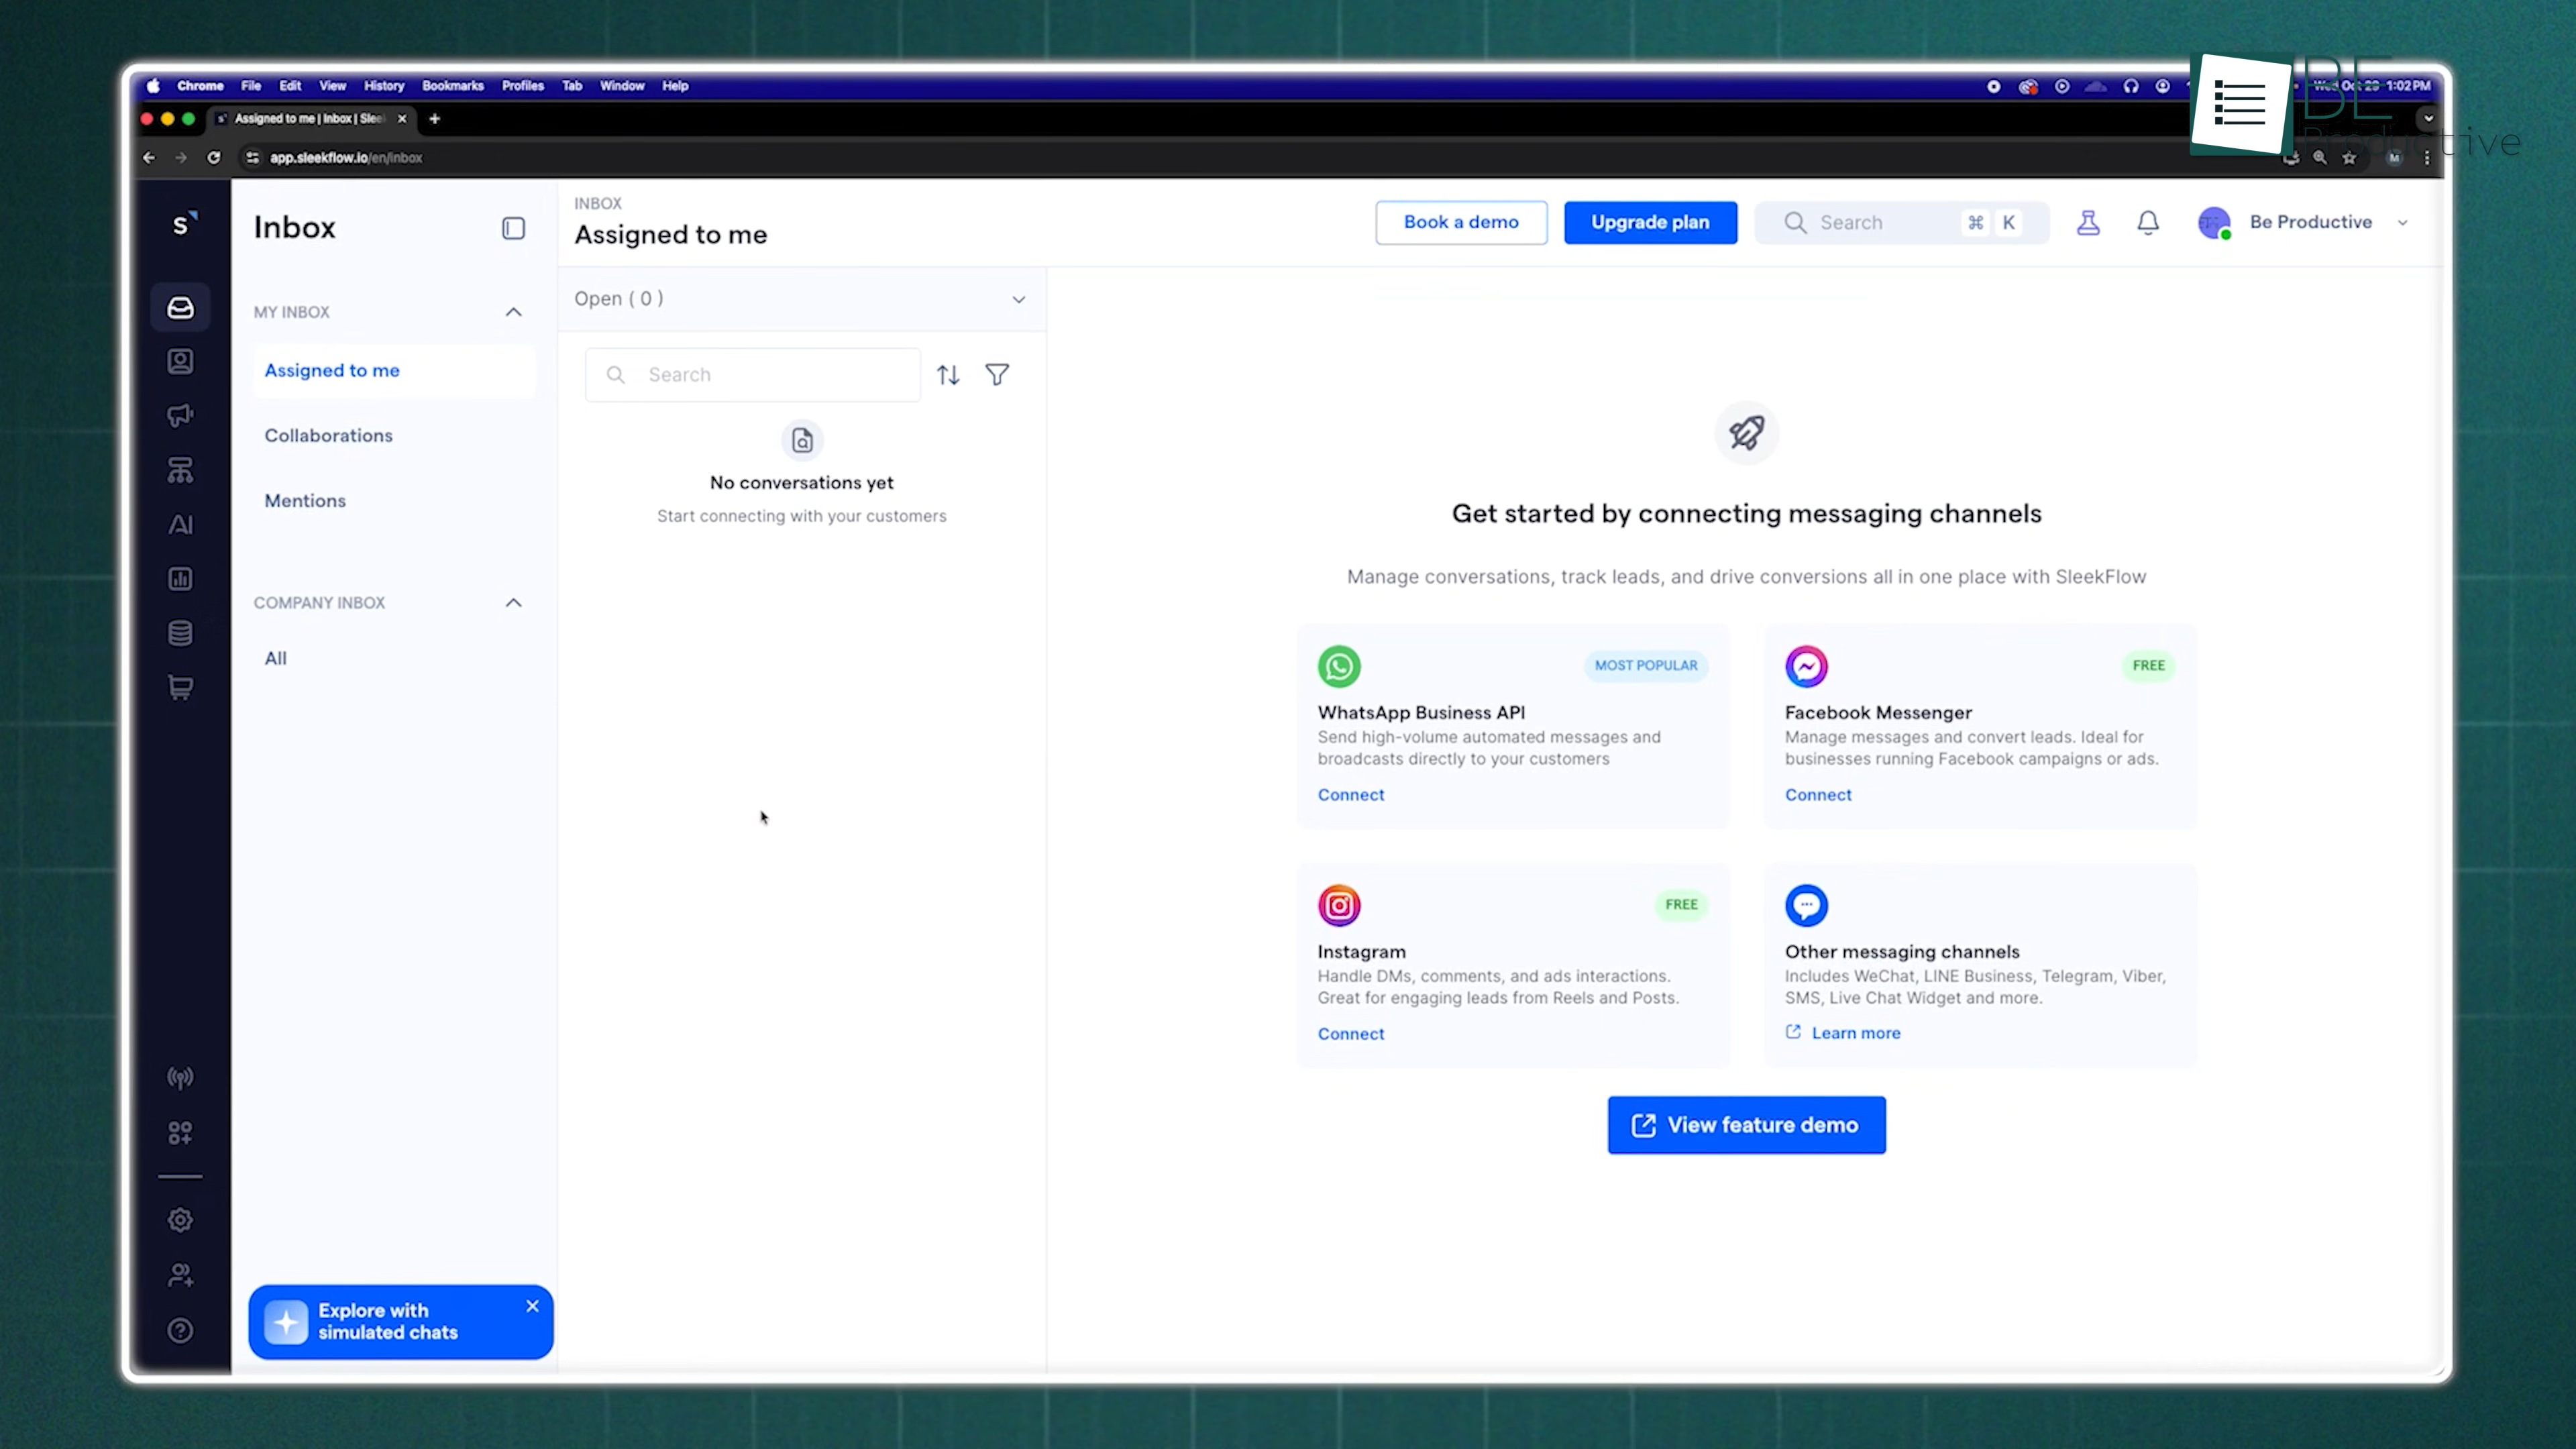 Chrome File Edit View History Bookmarks Profiles Tab Window Help
1:02 PM
BE
Productive
Assigned to me | Inbox | Slee
app.sleekflow.io/en/inbox
S
Inbox
INBOX
Assigned to me
Book a demo
Upgrade plan
Search
⌘ K
Be Productive
MY INBOX
Assigned to me
Collaborations
Mentions
COMPANY INBOX
All
AI
Open ( 0 )
Search
No conversations yet
Start connecting with your customers
Get started by connecting messaging channels
Manage conversations, track leads, and drive conversions all in one place with SleekFlow
MOST POPULAR
WhatsApp Business API
Send high-volume automated messages and
broadcasts directly to your customers
Connect
FREE
Facebook Messenger
Manage messages and convert leads. Ideal for
businesses running Facebook campaigns or ads.
Connect
FREE
Instagram
Handle DMs, comments, and ads interactions.
Great for engaging leads from Reels and Posts.
Connect
Other messaging channels
Includes WeChat, LINE Business, Telegram, Viber,
SMS, Live Chat Widget and more.
Learn more
View feature demo
Explore with
simulated chats
M